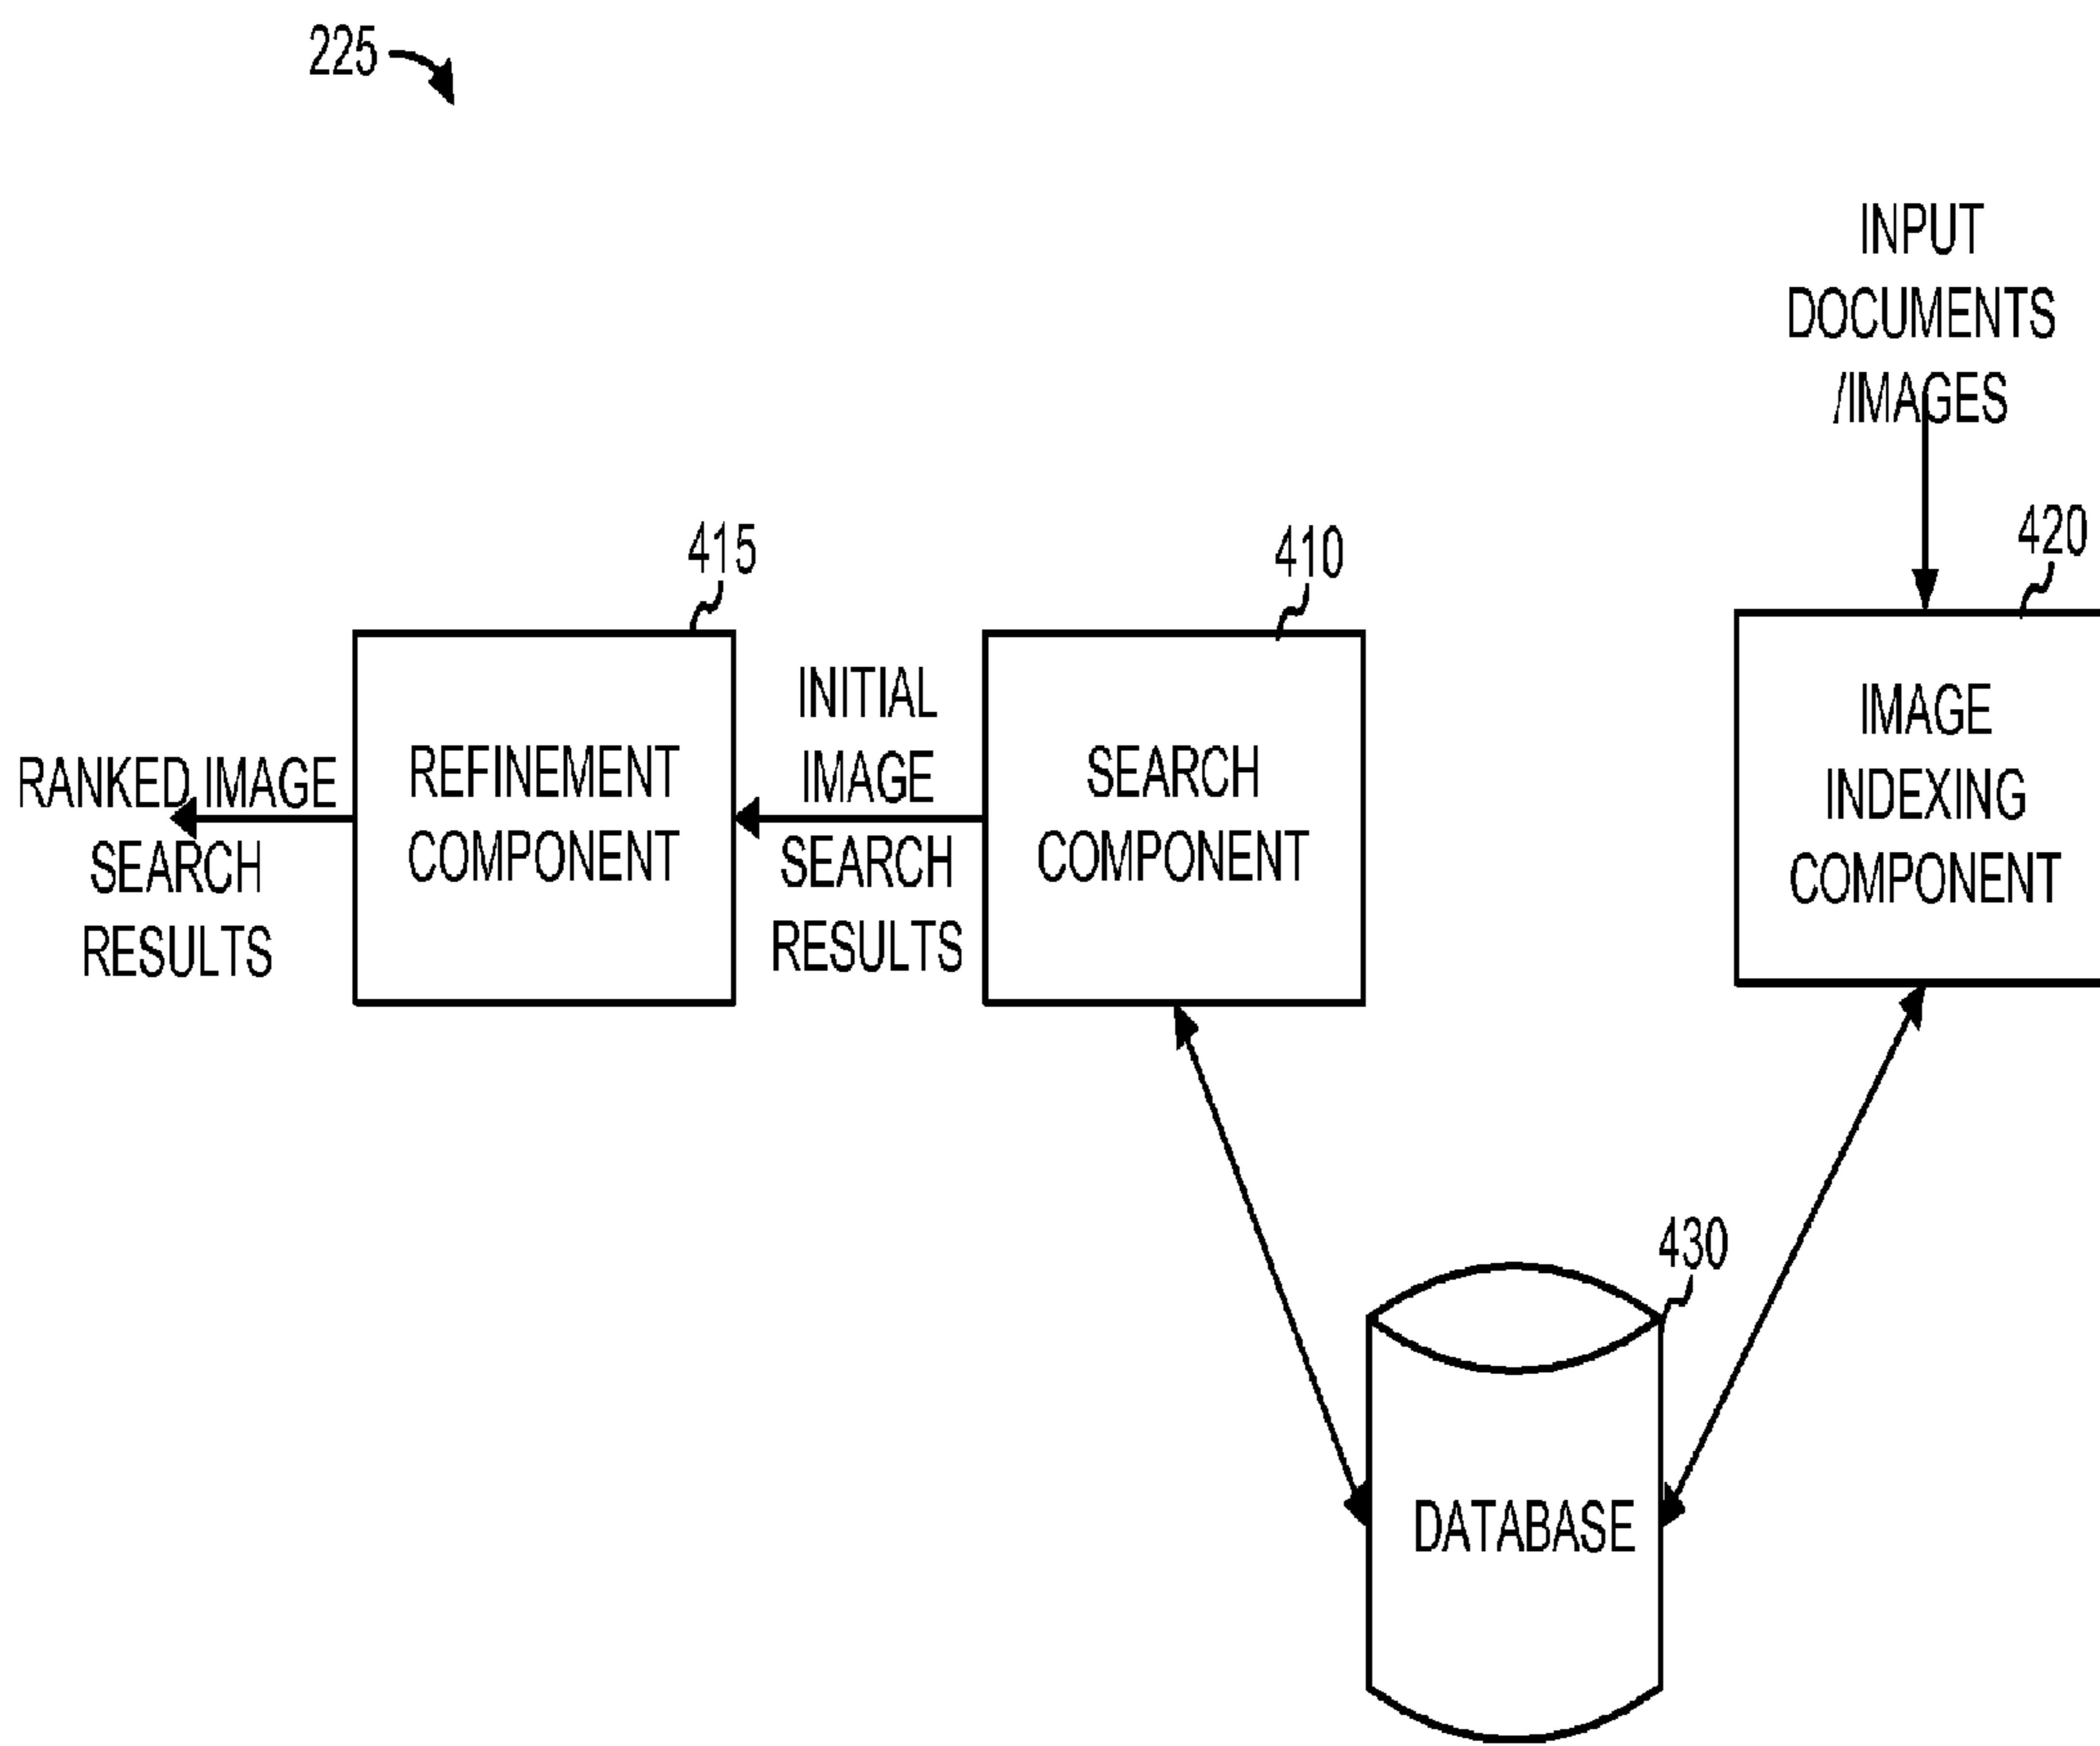 225
INPUT
DOCUMENTS
/IMAGES
415
410
420
RANKED IMAGE
SEARCH
RESULTS
REFINEMENT
COMPONENT
INITIAL
IMAGE
SEARCH
RESULTS
SEARCH
COMPONENT
IMAGE
INDEXING
COMPONENT
430
DATABASE